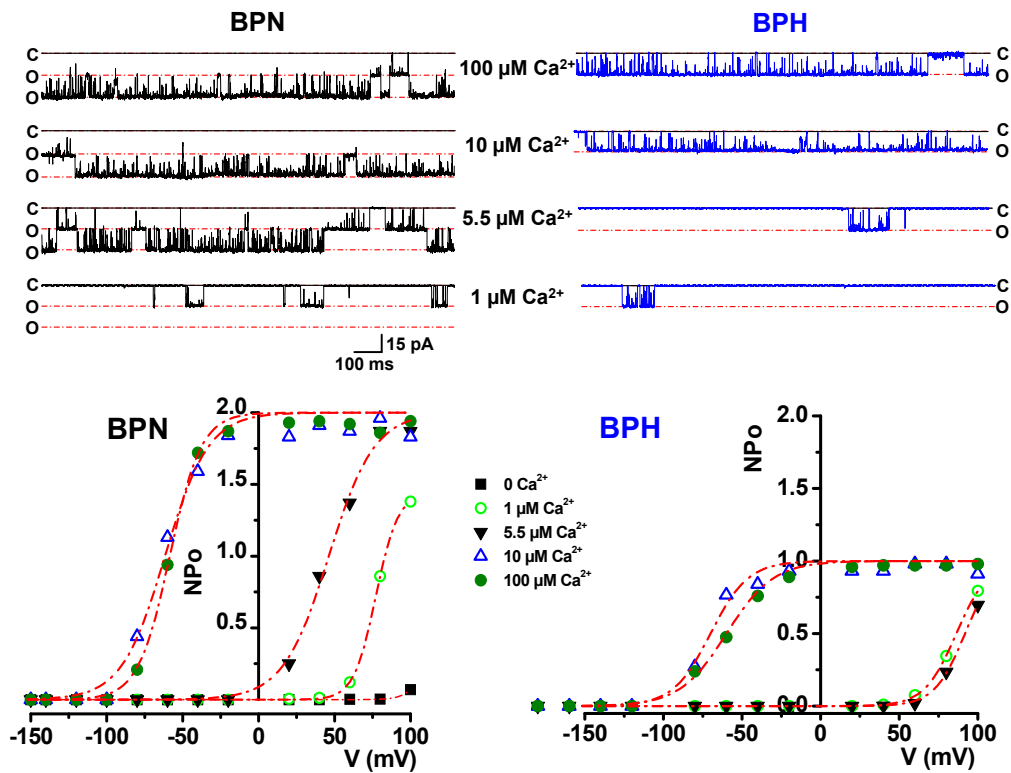 BPN
BPH
C
O
O
100 µM Ca²⁺
C
O
C
O
O
10 µM Ca²⁺
C
O
C
O
O
5.5 µM Ca²⁺
C
O
C
O
O
1 µM Ca²⁺
C
O
15 pA
100 ms
BPN
2.0
1.5
1.0
0.5
NPo
-150
-100
-50
0
50
100
V (mV)
0 Ca²⁺
1 µM Ca²⁺
5.5 µM Ca²⁺
10 µM Ca²⁺
100 µM Ca²⁺
BPH
2.0
1.5
1.0
0.5
NPo
-150
-100
-50
0
50
100
V (mV)